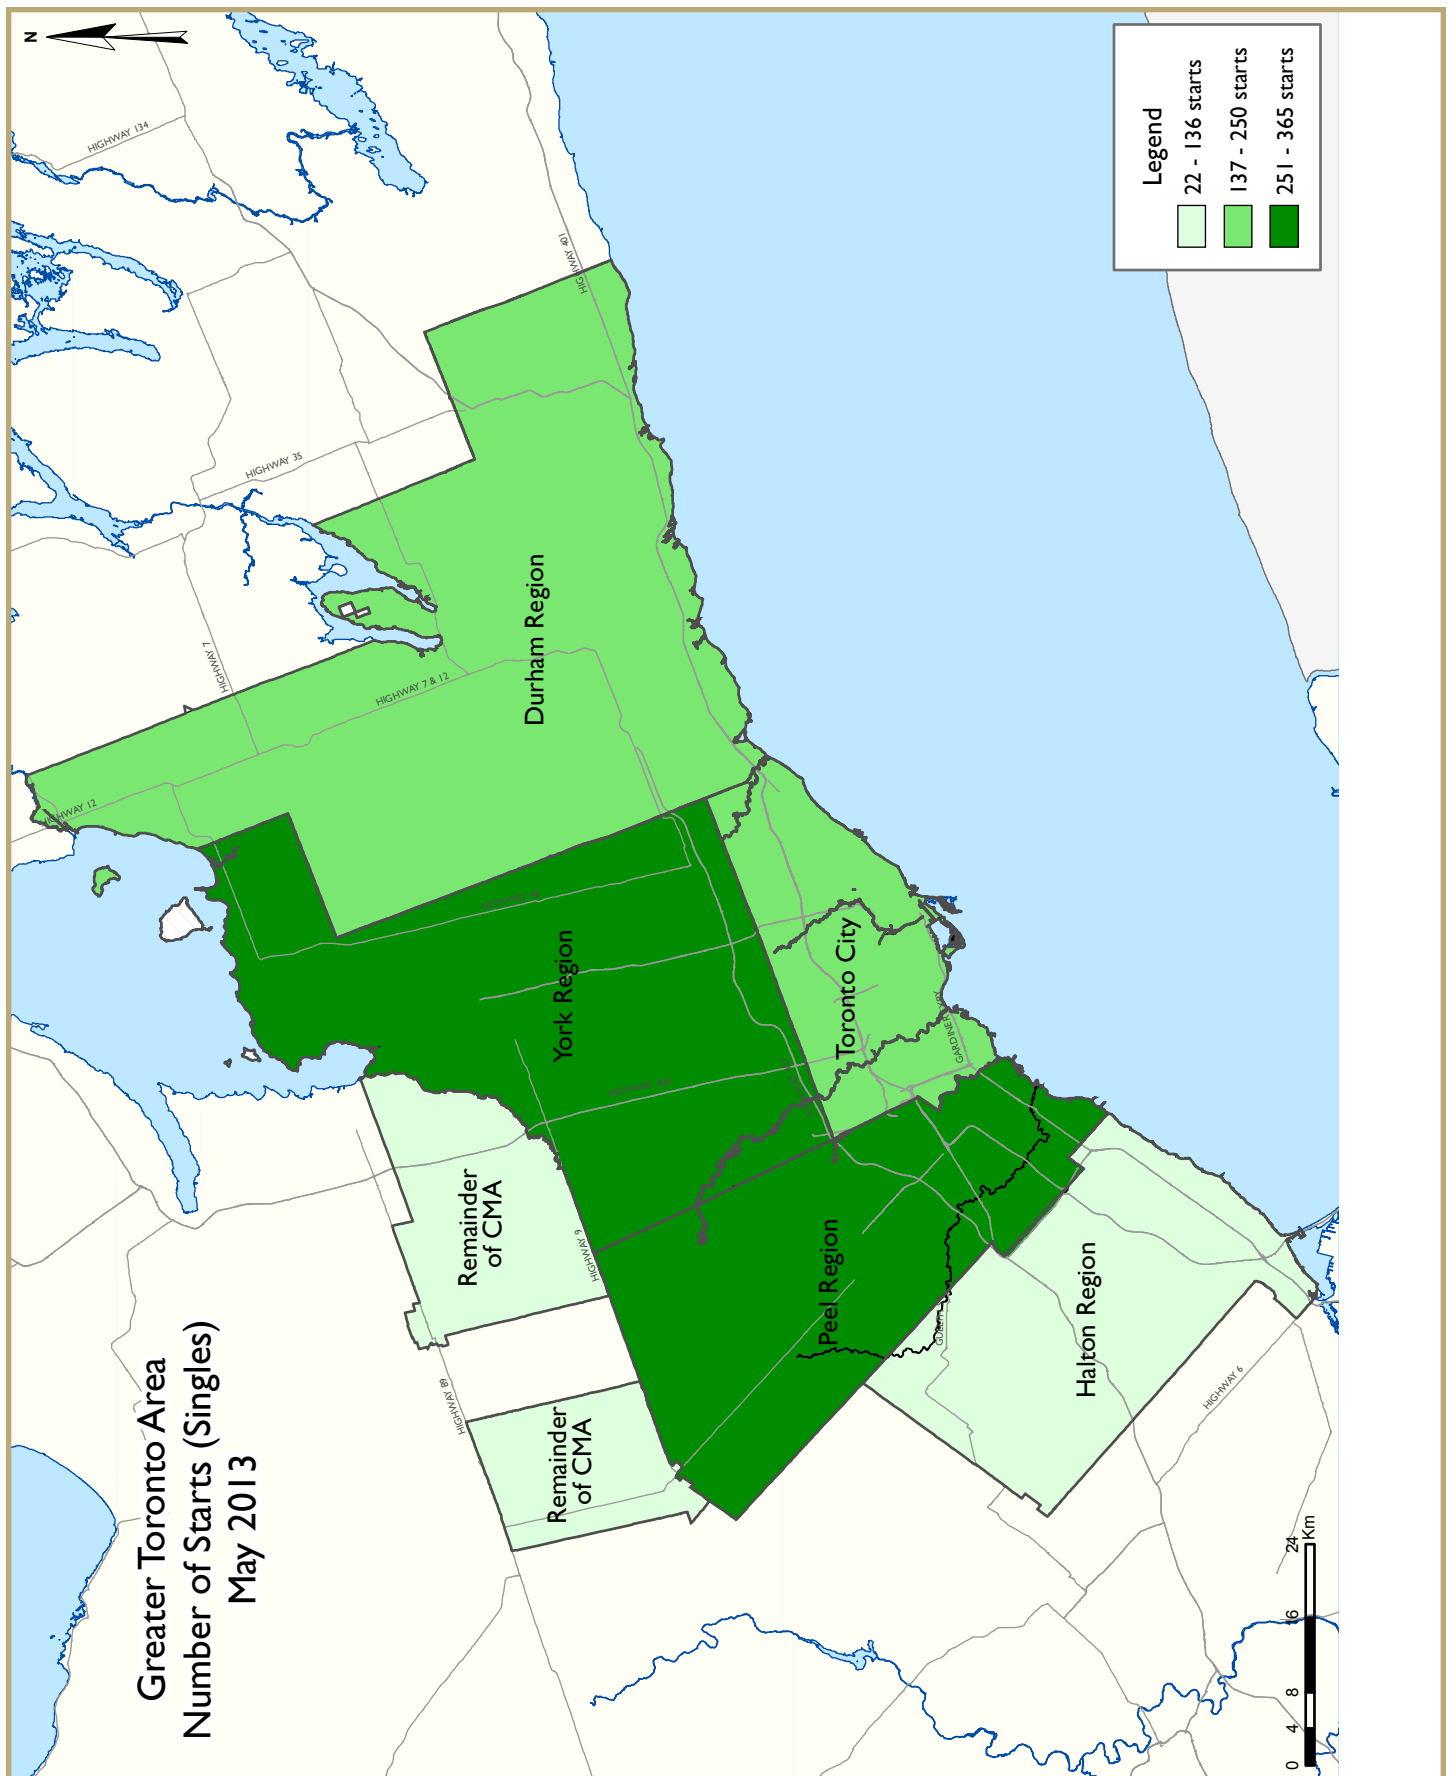 Greater Toronto Area
Number of Starts (Singles)
May 2013
N
HIGHWAY 134
HIGHWAY 401
HIGHWAY 35
HIGHWAY 7
HIGHWAY 7 & 12
HIGHWAY 12
Durham Region
York Region
Toronto City
GARDINER
Remainder
of CMA
HIGHWAY 9
Remainder
of CMA
HIGHWAY 89
Peel Region
Halton Region
HIGHWAY 6
Legend
22 - 136 starts
137 - 250 starts
251 - 365 starts
0 4 8 16 24
Km